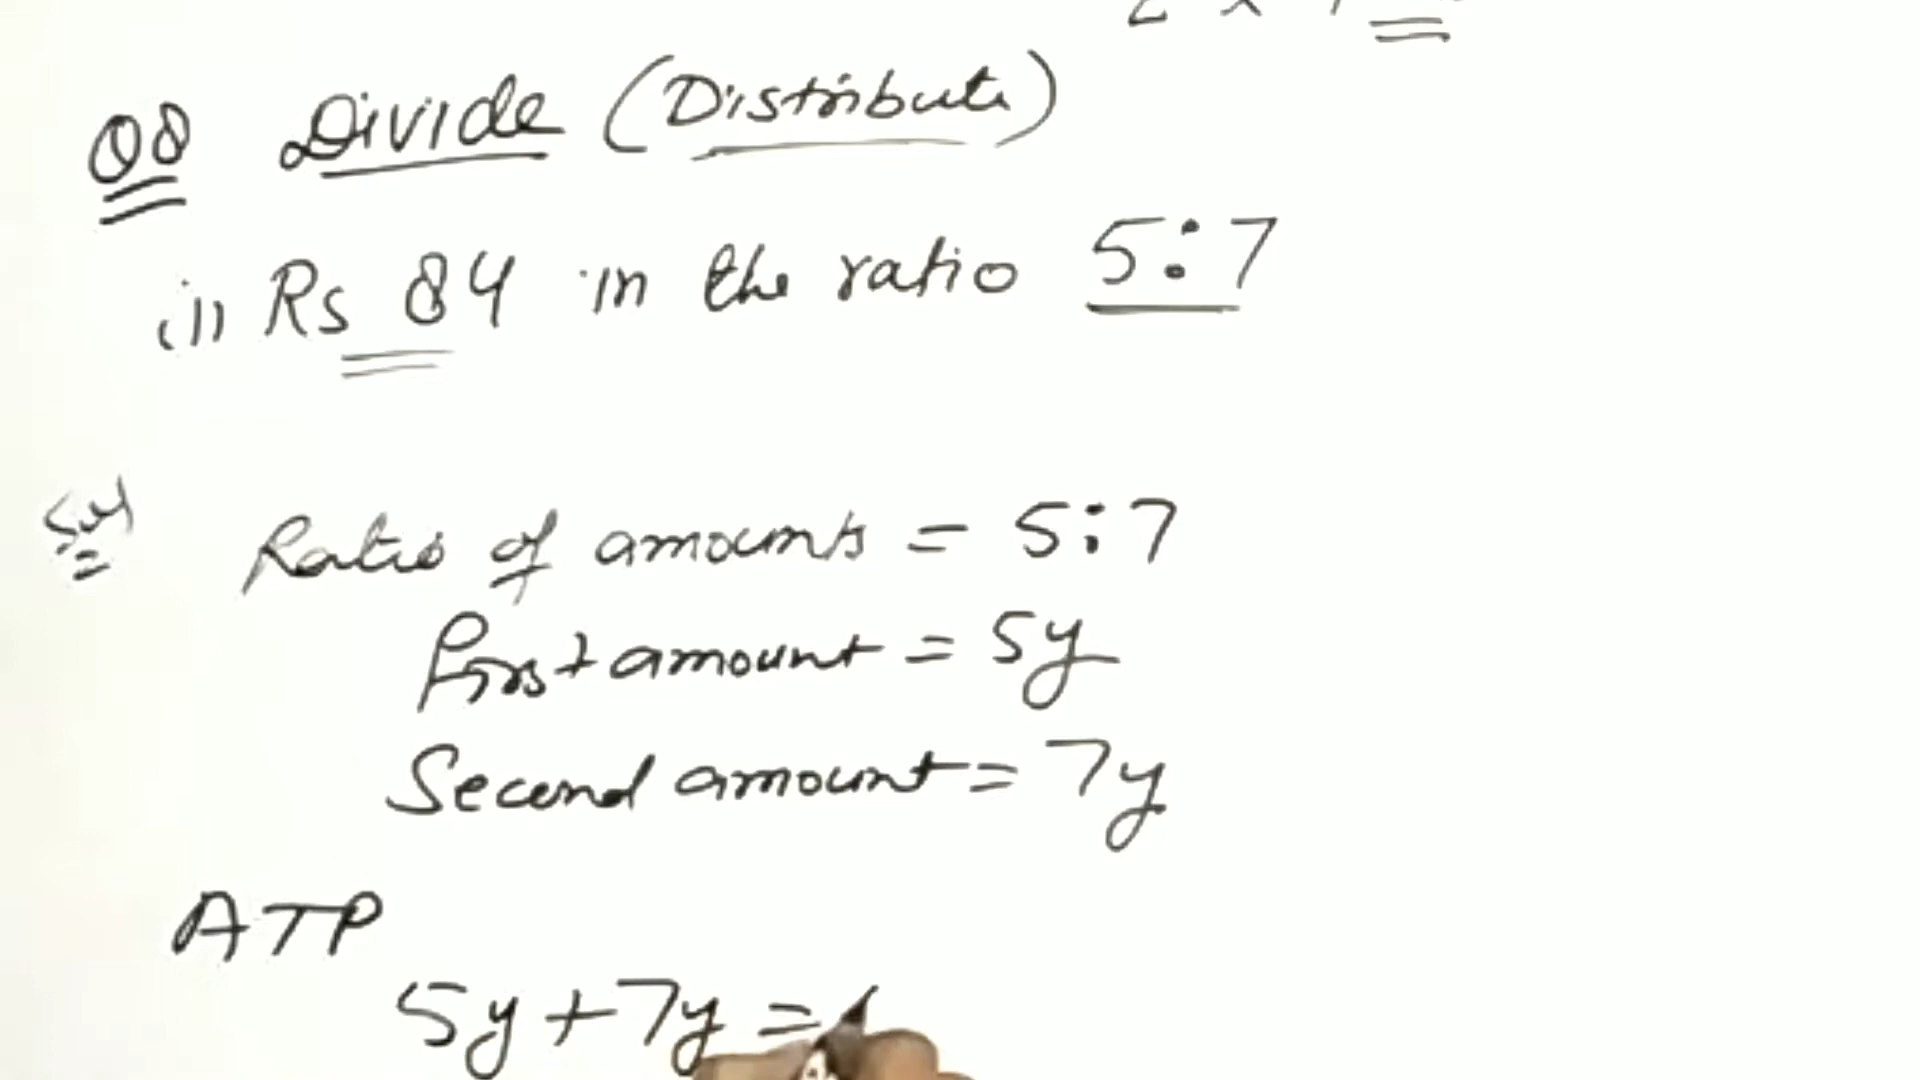 Q8 Divide (Distribute)
(i) Rs 84 in the ratio 5:7
Sol
Ratio of amounts = 5:7
First amount = 5y
Second amount = 7y
ATP
5y + 7y =